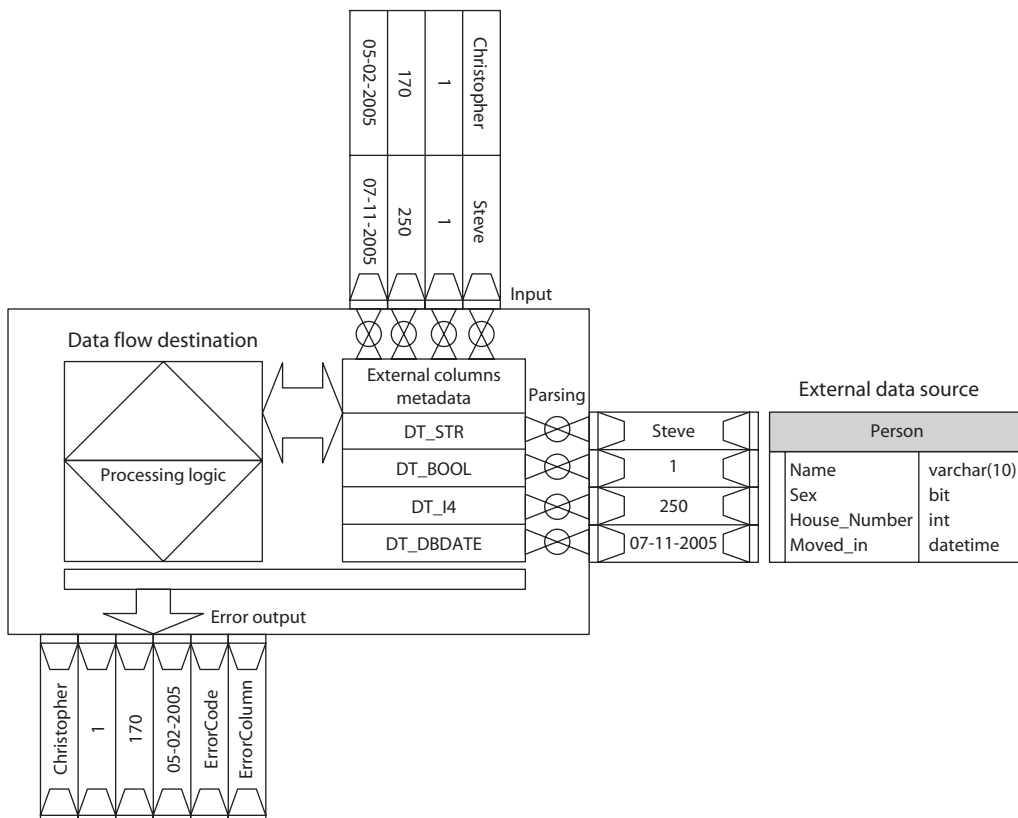 05-02-2005
170
1
Christopher
07-11-2005
250
1
Steve
Input
Data flow destination
External columns
metadata
Parsing
DT_STR
DT_BOOL
DT_I4
DT_DBDATE
Processing logic
Steve
1
250
07-11-2005
External data source
Person
Name varchar(10)
Sex bit
House_Number int
Moved_in datetime
Error output
Christopher
1
170
05-02-2005
ErrorCode
ErrorColumn